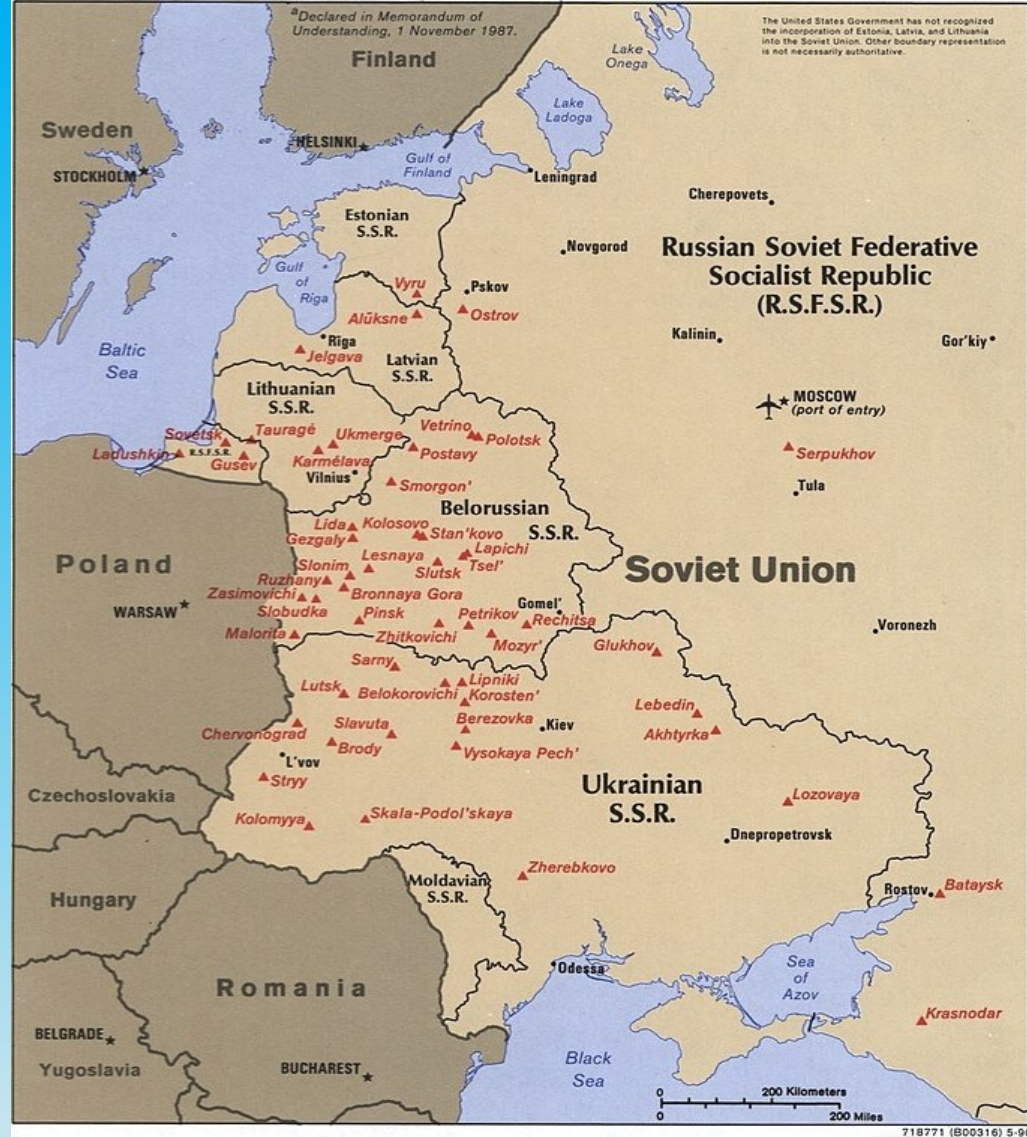 ᵃDeclared in Memorandum of
Understanding, 1 November 1987.
The United States Government has not recognized
the incorporation of Estonia, Latvia, and Lithuania
into the Soviet Union. Other boundary representation
is not necessarily authoritative.
Finland
Lake
Onega
Lake
Ladoga
Sweden
HELSINKI
Gulf of
Finland
STOCKHOLM
Leningrad
Cherepovets
Estonian
S.S.R.
Novgorod
Russian Soviet Federative
Socialist Republic
(R.S.F.S.R.)
Gulf
of
Riga
Vyru
Pskov
Alūksne
Ostrov
Rīga
Kalinin
Gor'kiy
Baltic
Sea
Jelgava
Latvian
S.S.R.
Lithuanian
S.S.R.
MOSCOW
(port of entry)
Sovetsk
Tauragė
Ukmerge
Vetrino
Polotsk
Ladushkin
R.S.F.S.R.
Gusev
Karmélava
Postavy
Serpukhov
Vilnius
Smorgon'
Tula
Belorussian
S.S.R.
Lida
Kolosovo
Stan'kovo
Gezgaly
Lapichi
Poland
Lesnaya
Slonim
Slutsk
Tsel'
Soviet Union
Ruzhany
Zasimovichi
Bronnaya Gora
WARSAW
Slobudka
Pinsk
Petrikov
Gomel'
Rechitsa
Malorita
Zhitkovichi
Mozyr'
Glukhov
Voronezh
Sarny
Lutsk
Lipniki
Belokorovichi
Korosten'
Lebedin
Chervonograd
Slavuta
Berezovka
Kiev
Akhtyrka
Brody
Vysokaya Pech'
L'vov
Stryy
Ukrainian
S.S.R.
Czechoslovakia
Lozovaya
Kolomyya
Skala-Podol'skaya
Dnepropetrovsk
Zherebkovo
Moldavian
S.S.R.
Hungary
Rostov
Bataysk
Romania
Odessa
Sea
of
Azov
Krasnodar
BELGRADE
Yugoslavia
BUCHAREST
Black
Sea
0 200 Kilometers
0 200 Miles
718771 (B00316) 5-90